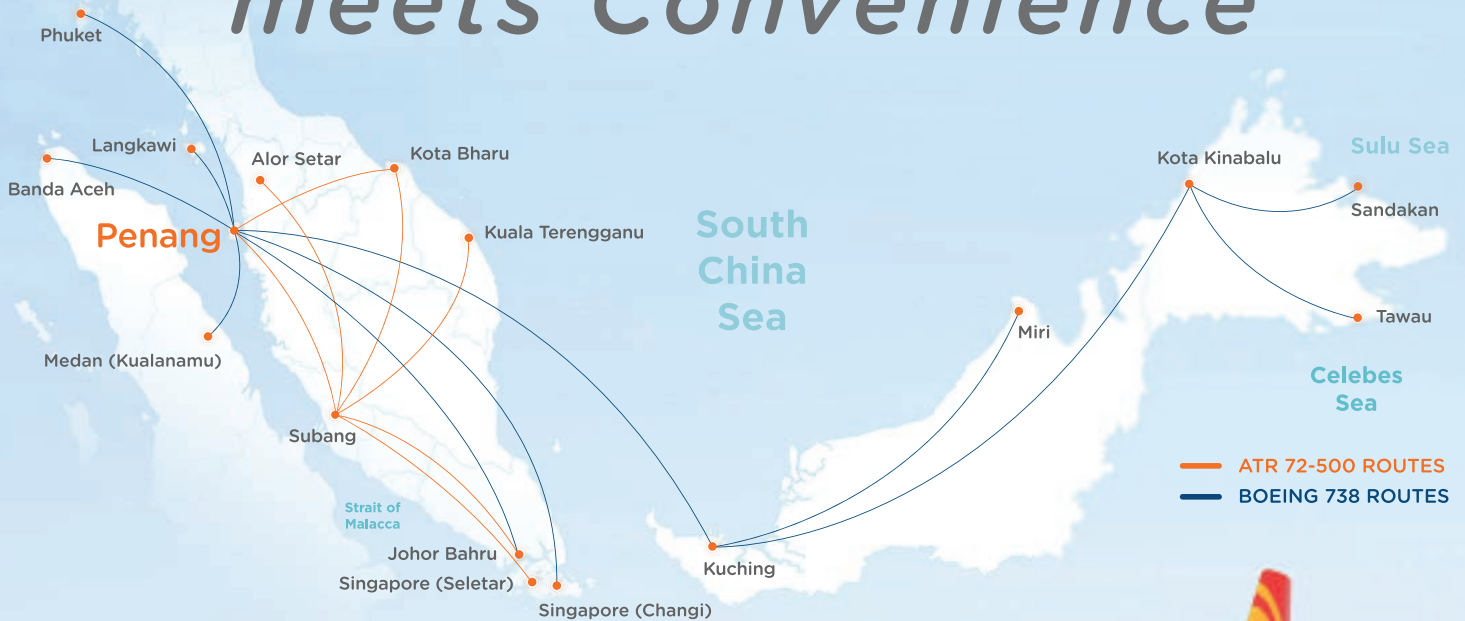 meets Convenience
Phuket
Langkawi
Alor Setar
Kota Bharu
Banda Aceh
Penang
Kuala Terengganu
Medan (Kualanamu)
Subang
Strait of
Malacca
Johor Bahru
Singapore (Seletar)
Singapore (Changi)
South
China
Sea
Kota Kinabalu
Sulu Sea
Sandakan
Miri
Tawau
Celebes
Sea
Kuching
ATR 72-500 ROUTES
BOEING 738 ROUTES